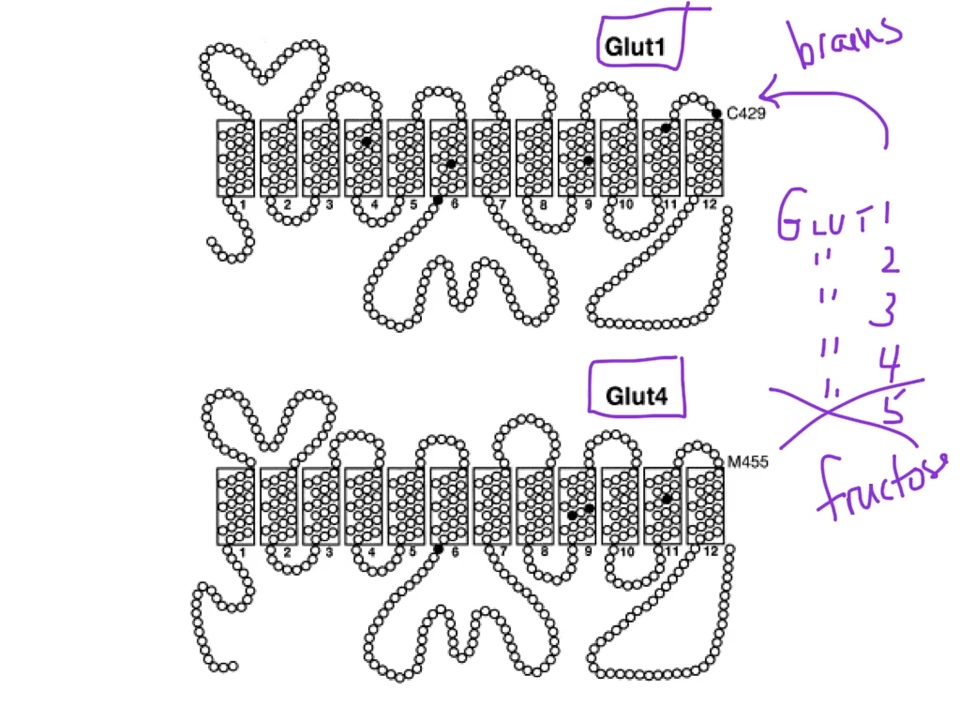 Glut1
brains
C429
1 2 3 4 5 6 7 8 9 10 11 12
GLUT 1
" 2
" 3
" 4
" 5
Glut4
M455
fructose
1 2 3 4 5 6 7 8 9 10 11 12